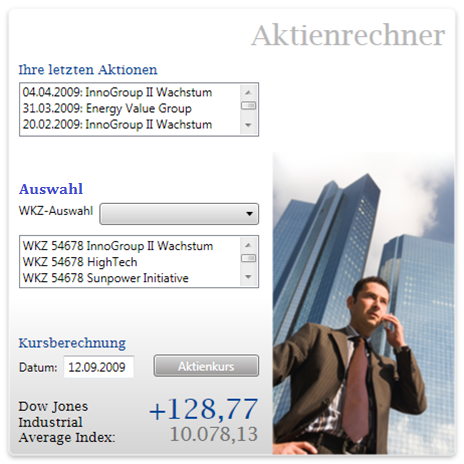 Aktienrechner
Ihre letzten Aktionen
04.04.2009: InnoGroup II Wachstum
31.03.2009: Energy Value Group
20.02.2009: InnoGroup II Wachstum
Auswahl
WKZ-Auswahl
WKZ 54678 InnoGroup II Wachstum
WKZ 54678 HighTech
WKZ 54678 Sunpower Initiative
Kursberechnung
Datum: 12.09.2009 Aktienkurs
Dow Jones
Industrial
Average Index:
+128,77
10.078,13